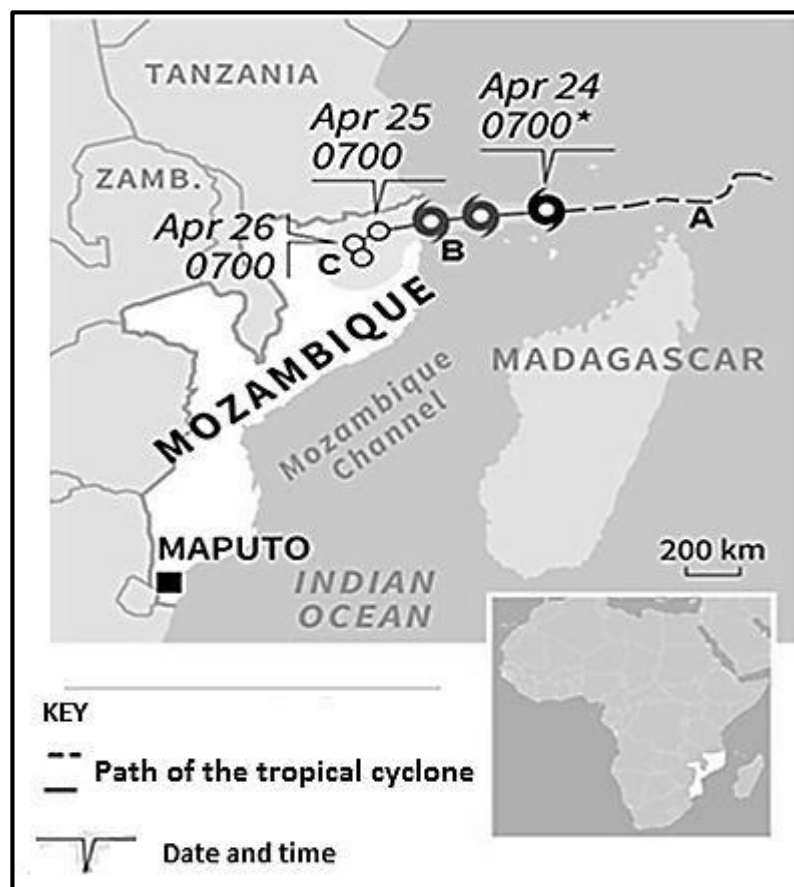 TANZANIA
Apr 24
0700*
Apr 25
0700
ZAMB.
A
Apr 26
0700
C
B
MOZAMBIQUE
MADAGASCAR
Mozambique
Channel
MAPUTO
200 km
INDIAN
OCEAN
KEY
Path of the tropical cyclone
Date and time